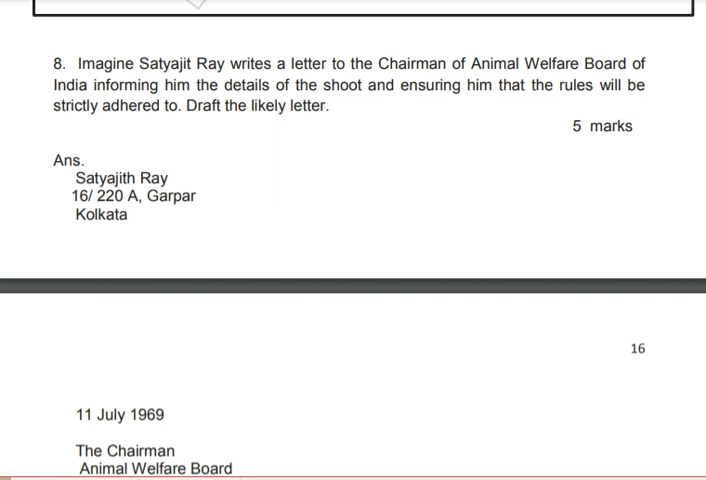 8. Imagine Satyajit Ray writes a letter to the Chairman of Animal Welfare Board of
India informing him the details of the shoot and ensuring him that the rules will be
strictly adhered to. Draft the likely letter.
5 marks
Ans.
Satyajith Ray
16/ 220 A, Garpar
Kolkata
16
11 July 1969
The Chairman
Animal Welfare Board